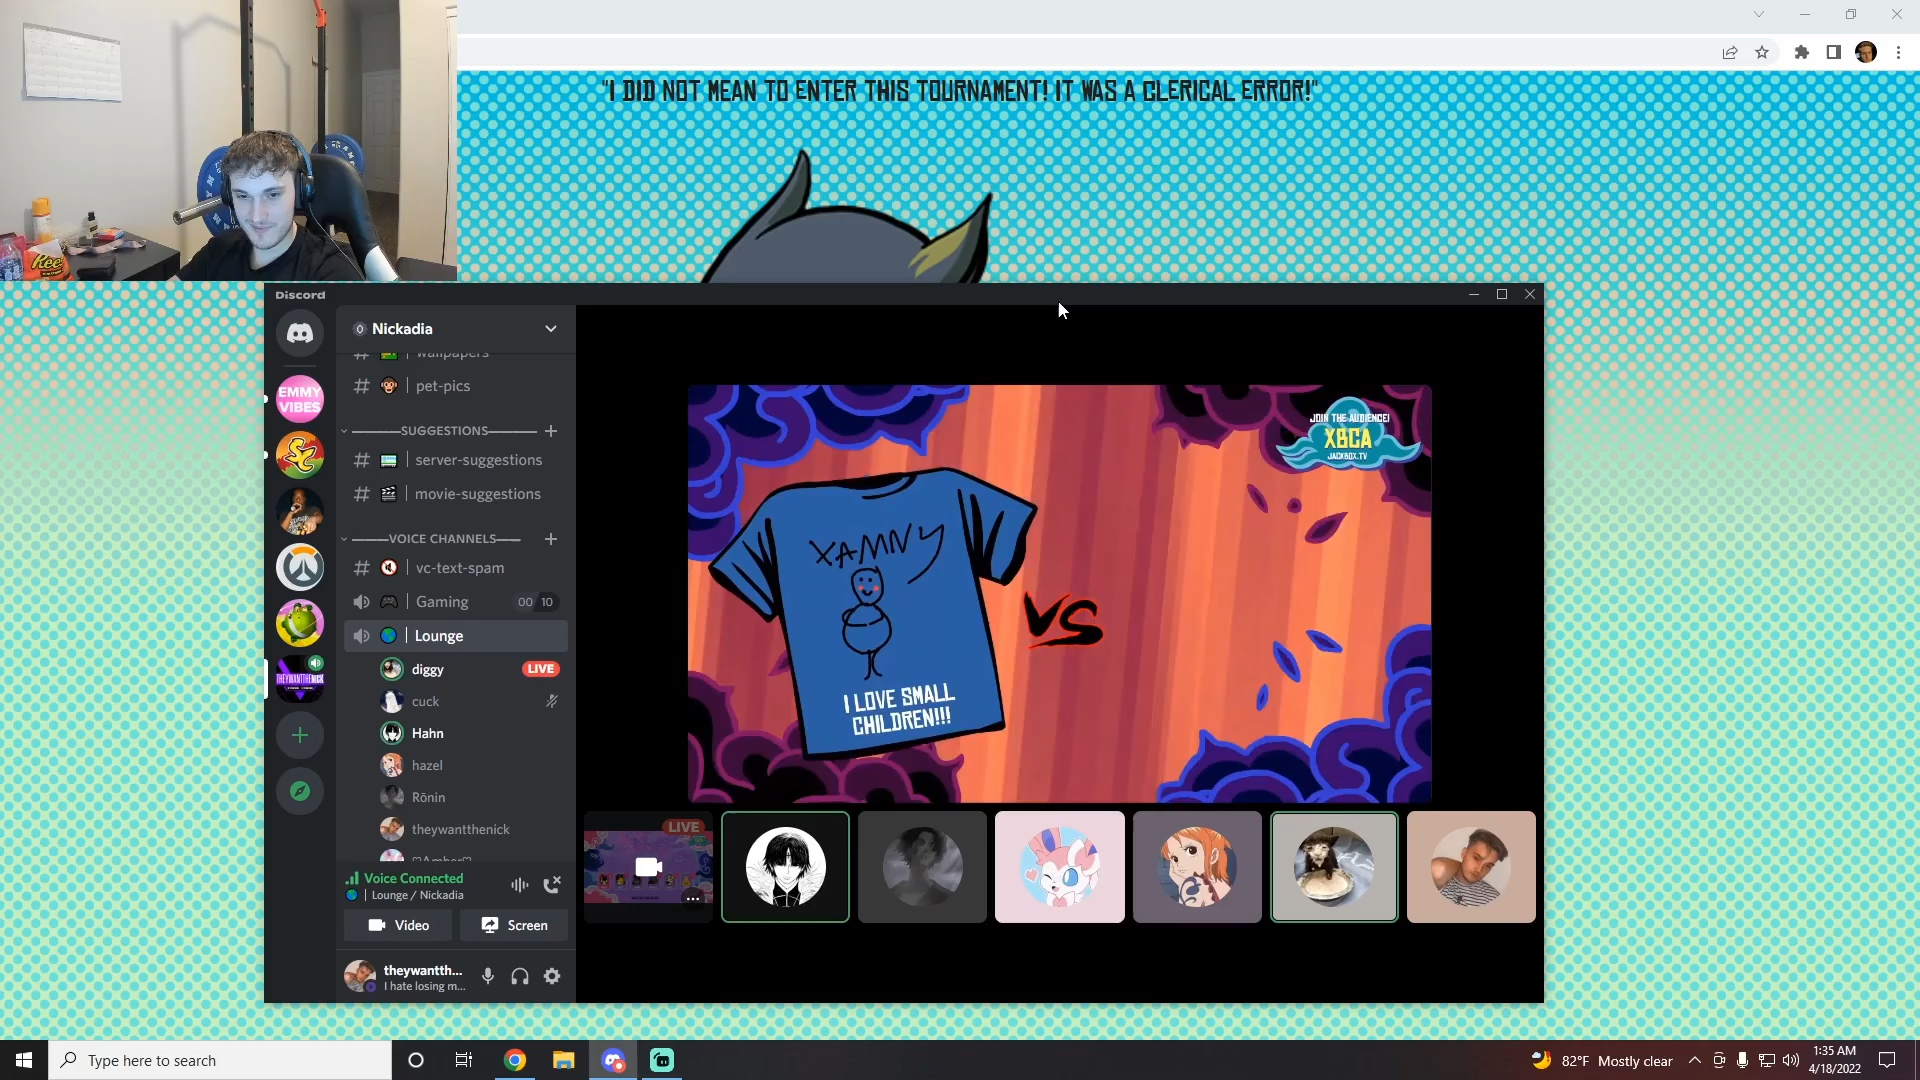 "I DID NOT MEAN TO ENTER THIS TOURNAMENT! IT WAS A CLERICAL ERROR!"
Discord
Nickadia
wallpapers
pet-pics
SUGGESTIONS
server-suggestions
movie-suggestions
VOICE CHANNELS
vc-text-spam
Gaming 00 10
Lounge
diggy LIVE
cuck
Hahn
hazel
Rōnin
theywantthenick
♡Amber♡
Voice Connected
Lounge / Nickadia
Video Screen
theywantth...
I hate losing m...
EMMY
VIBES
THEYWANTTHENICK
JOIN THE AUDIENCE!
XBCA
JACKBOX.TV
XAMNY
I LOVE SMALL
CHILDREN!!!
VS
LIVE
Type here to search
82°F Mostly clear
1:35 AM
4/18/2022